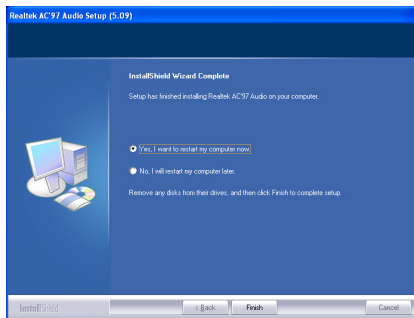 Realtek AC'97 Audio Setup (5.09)
InstallShield Wizard Complete
Setup has finished installing Realtek AC'97 Audio on your computer.
Yes, I want to restart my computer now.
No, I will restart my computer later.
Remove any disks from their drives, and then click Finish to complete setup.
InstallShield
< Back
Finish
Cancel